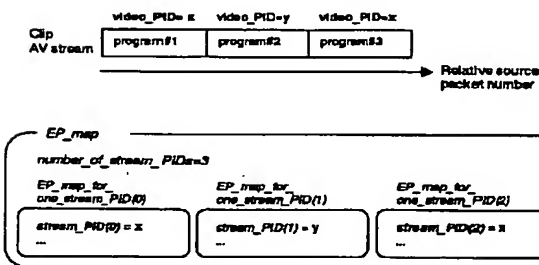 video_PID= x video_PID=y video_PID=x
Clip
AV stream
program#1 program#2 program#3
Relative source
packet number
EP_map
number_of_stream_PIDs=3
EP_map_for_
one_stream_PID(0)
EP_map_for_
one_stream_PID(1)
EP_map_for_
one_stream_PID(2)
stream_PID(0) = x
...
stream_PID(1) = y
...
stream_PID(2) = x
...